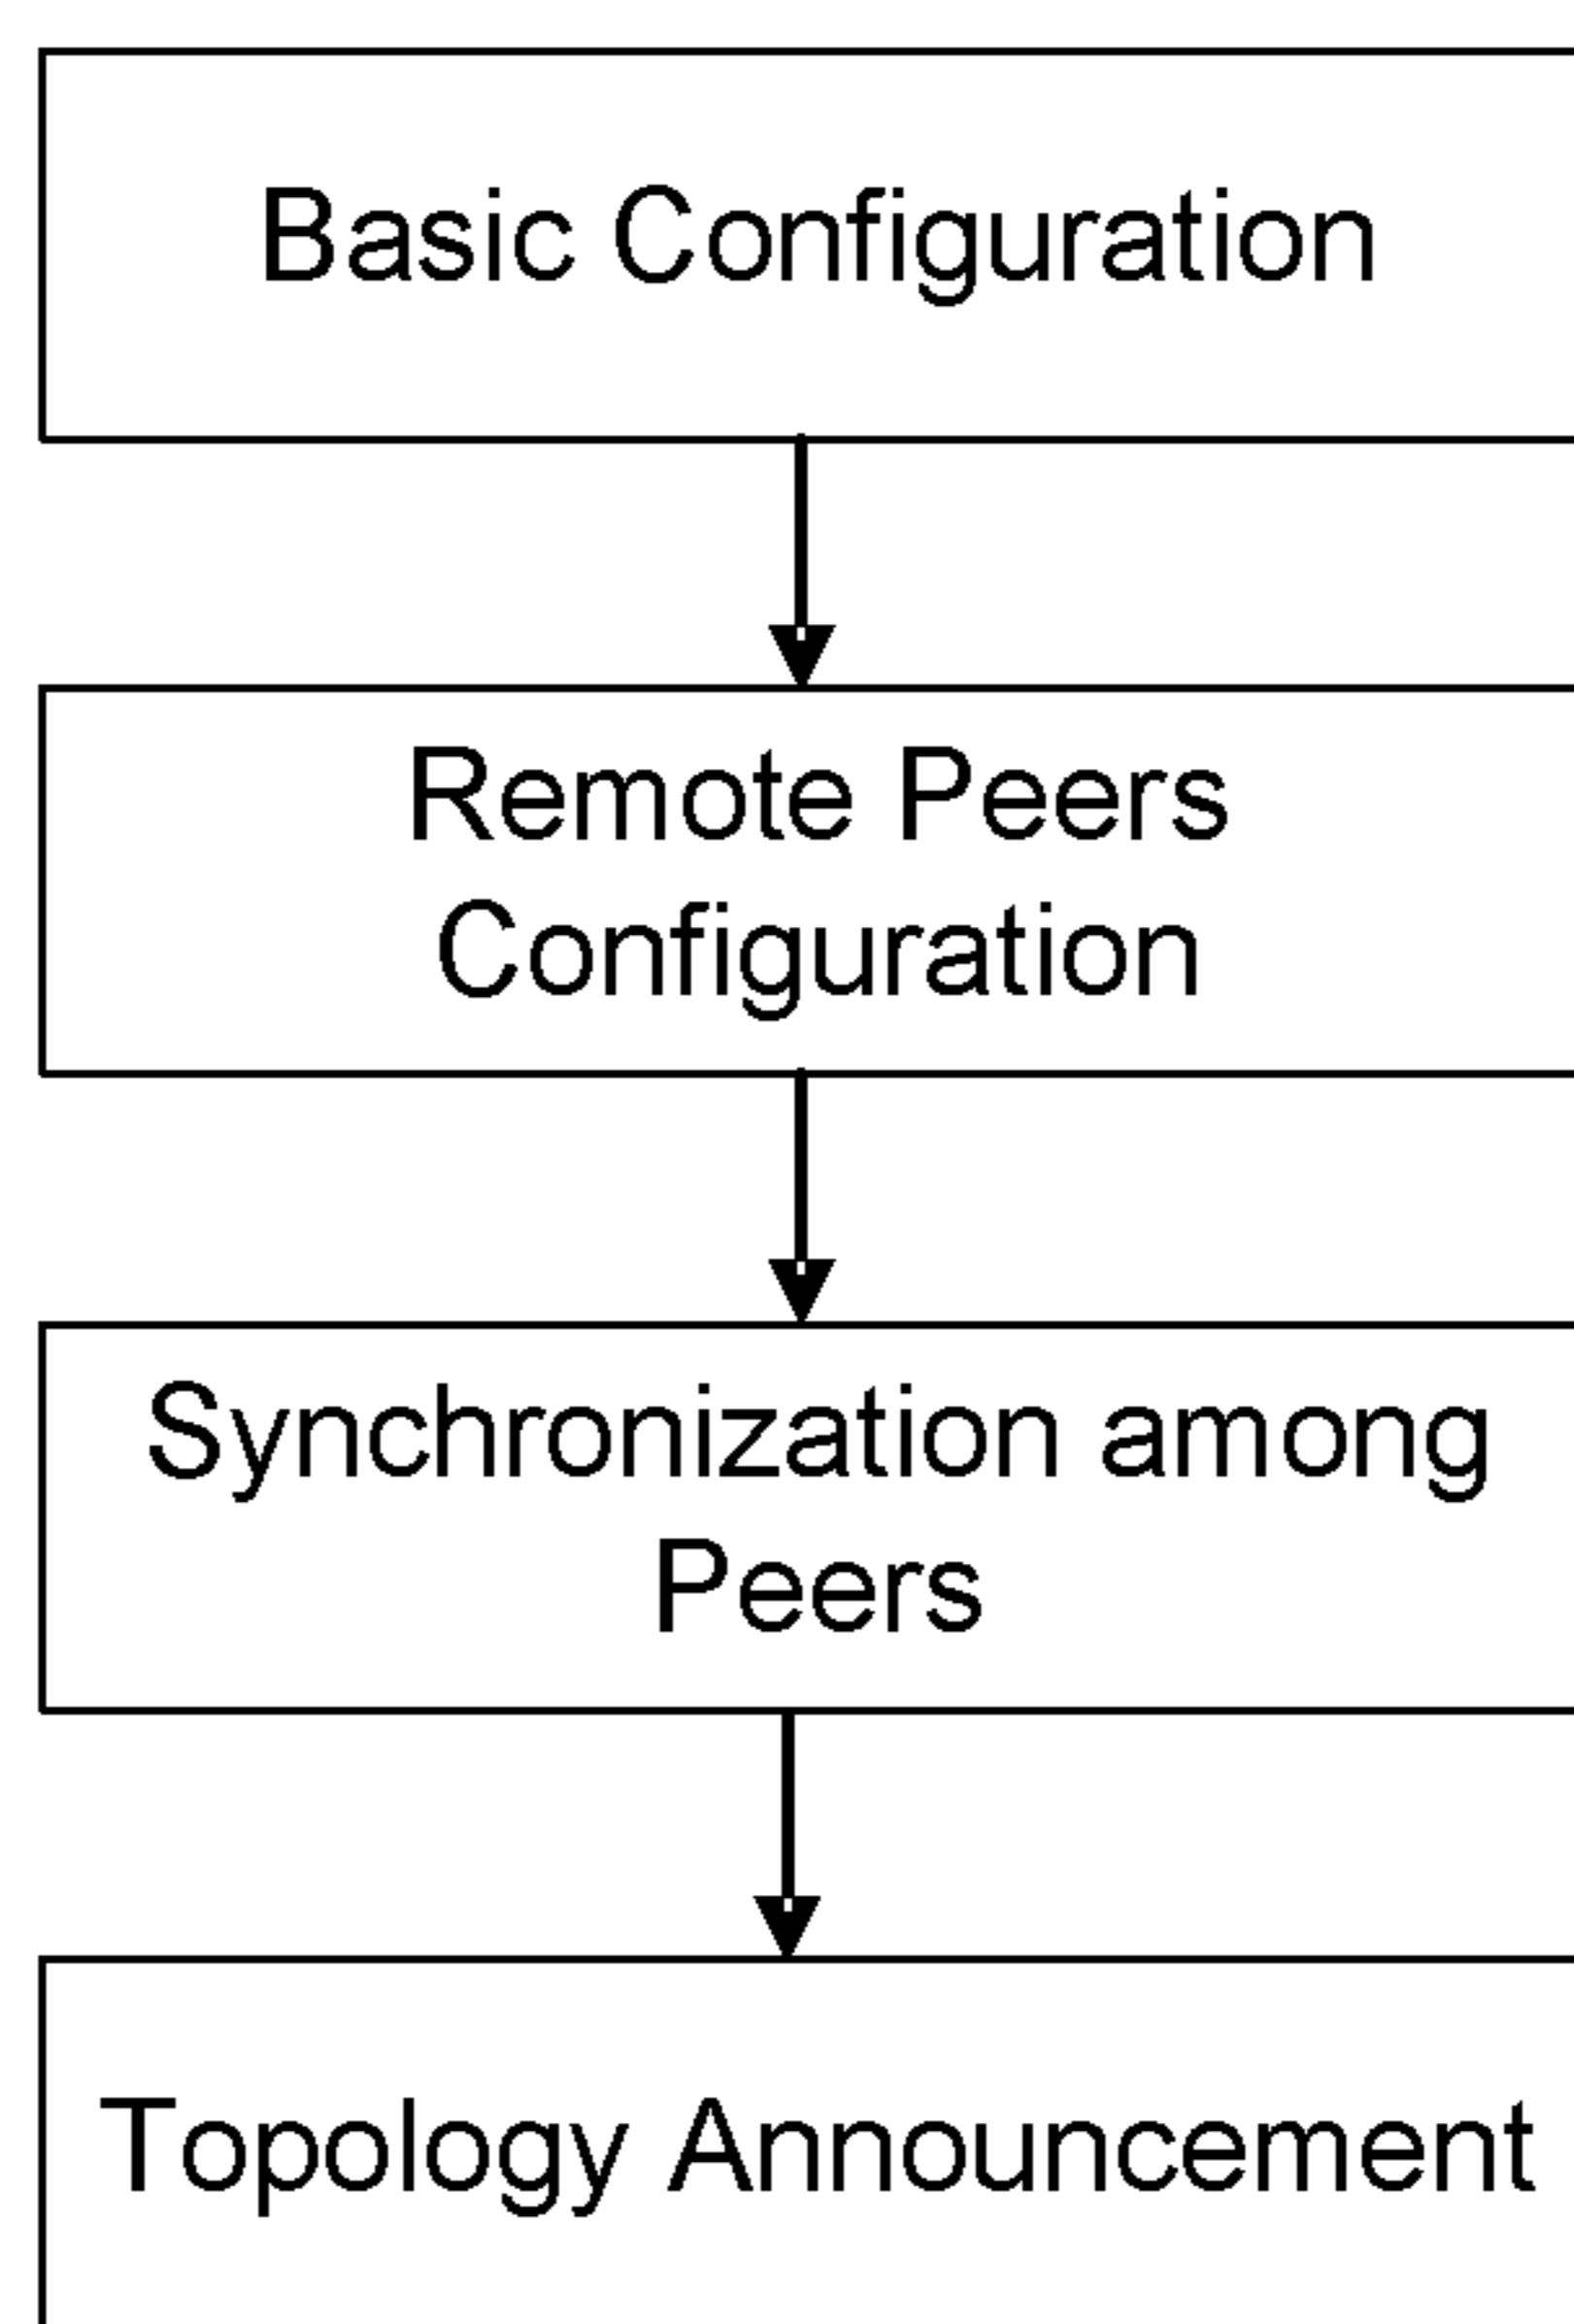 Basic Configuration
Remote Peers
Configuration
Synchronization among
Peers
Topology Announcement